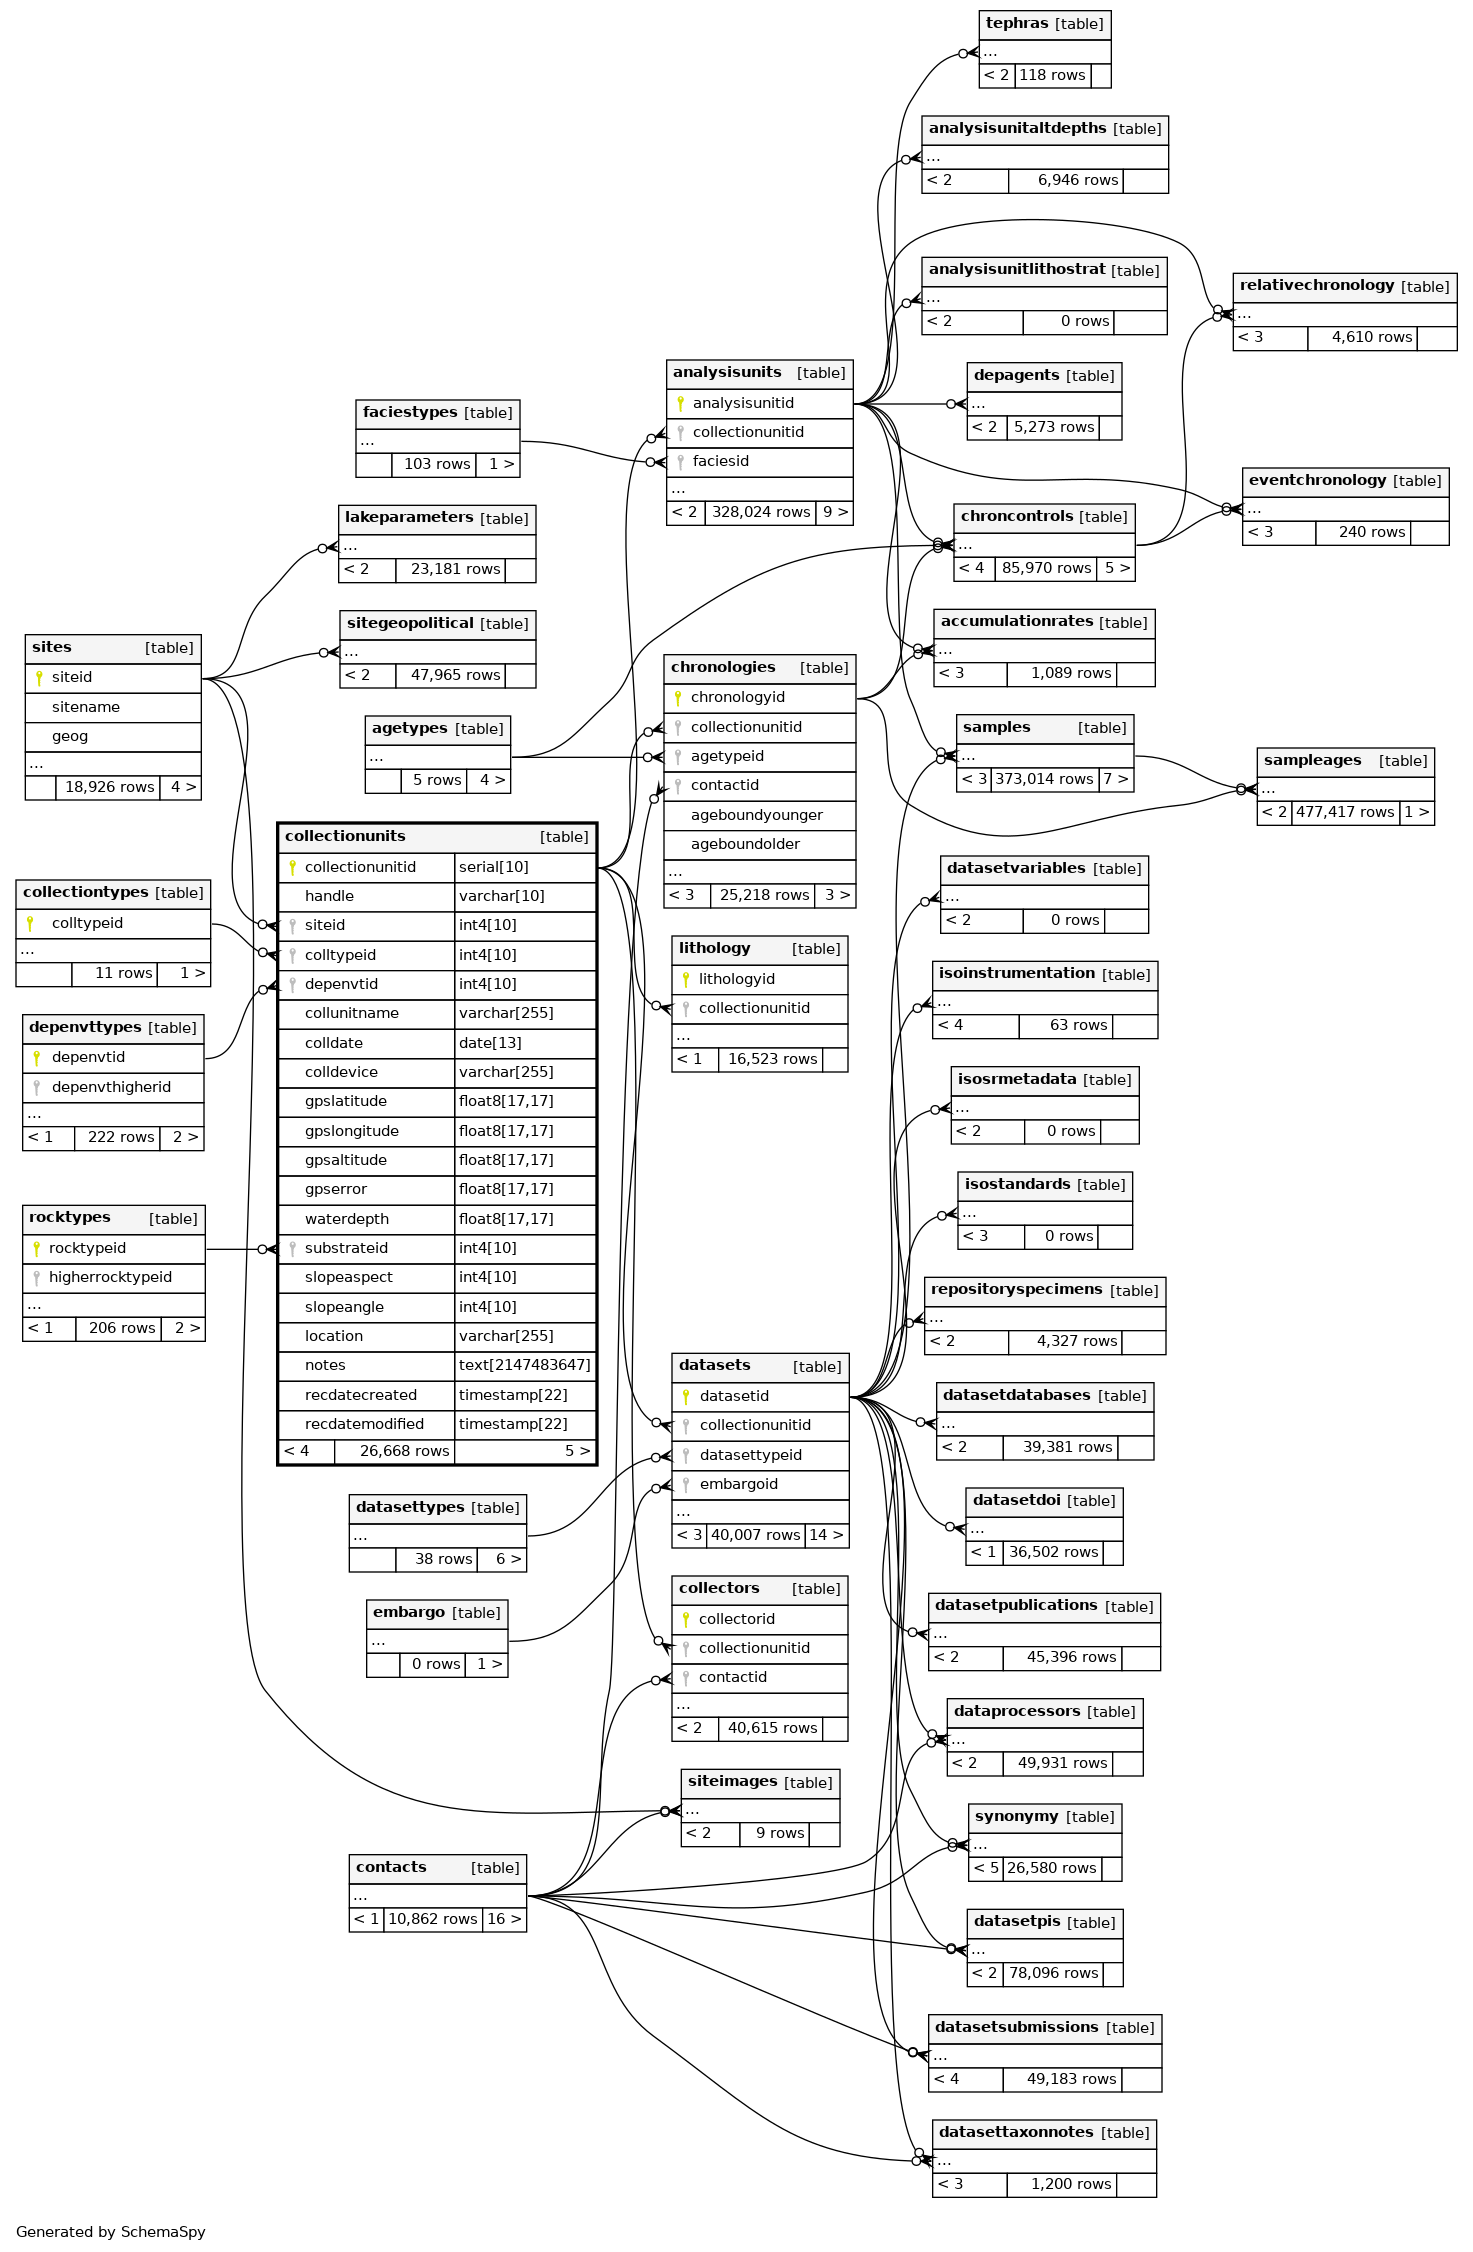 tephras [table]
...
< 2 118 rows
analysisunitaltdepths [table]
...
< 2 6,946 rows
analysisunitlithostrat [table]
...
< 2 0 rows
relativechronology [table]
...
< 3 4,610 rows
analysisunits [table]
analysisunitid
collectionunitid
faciesid
...
< 2 328,024 rows 9 >
depagents [table]
...
< 2 5,273 rows
faciestypes [table]
...
103 rows 1 >
eventchronology [table]
...
< 3 240 rows
lakeparameters [table]
...
< 2 23,181 rows
chroncontrols [table]
...
< 4 85,970 rows 5 >
sitegeopolitical [table]
...
< 2 47,965 rows
accumulationrates [table]
...
< 3 1,089 rows
sites [table]
siteid
sitename
geog
...
18,926 rows 4 >
chronologies [table]
chronologyid
collectionunitid
agetypeid
contactid
ageboundyounger
ageboundolder
...
< 3 25,218 rows 3 >
agetypes [table]
...
5 rows 4 >
samples [table]
...
< 3 373,014 rows 7 >
sampleages [table]
...
< 2 477,417 rows 1 >
collectionunits [table]
collectionunitid serial[10]
handle varchar[10]
siteid int4[10]
colltypeid int4[10]
depenvtid int4[10]
collunitname varchar[255]
colldate date[13]
colldevice varchar[255]
gpslatitude float8[17,17]
gpslongitude float8[17,17]
gpsaltitude float8[17,17]
gpserror float8[17,17]
waterdepth float8[17,17]
substrateid int4[10]
slopeaspect int4[10]
slopeangle int4[10]
location varchar[255]
notes text[2147483647]
recdatecreated timestamp[22]
recdatemodified timestamp[22]
< 4 26,668 rows 5 >
collectiontypes [table]
colltypeid
...
11 rows 1 >
depenvttypes [table]
depenvtid
depenvthigherid
...
< 1 222 rows 2 >
rocktypes [table]
rocktypeid
higherrocktypeid
...
< 1 206 rows 2 >
lithology [table]
lithologyid
collectionunitid
...
< 1 16,523 rows
datasetvariables [table]
...
< 2 0 rows
isoinstrumentation [table]
...
< 4 63 rows
isosrmetadata [table]
...
< 2 0 rows
isostandards [table]
...
< 3 0 rows
repositoryspecimens [table]
...
< 2 4,327 rows
datasets [table]
datasetid
collectionunitid
datasettypeid
embargoid
...
< 3 40,007 rows 14 >
datasetdatabases [table]
...
< 2 39,381 rows
datasettypes [table]
...
38 rows 6 >
datasetdoi [table]
...
< 1 36,502 rows
embargo [table]
...
0 rows 1 >
collectors [table]
collectorid
collectionunitid
contactid
...
< 2 40,615 rows
datasetpublications [table]
...
< 2 45,396 rows
dataprocessors [table]
...
< 2 49,931 rows
siteimages [table]
...
< 2 9 rows
synonymy [table]
...
< 5 26,580 rows
contacts [table]
...
< 1 10,862 rows 16 >
datasetpis [table]
...
< 2 78,096 rows
datasetsubmissions [table]
...
< 4 49,183 rows
datasettaxonnotes [table]
...
< 3 1,200 rows
Generated by SchemaSpy